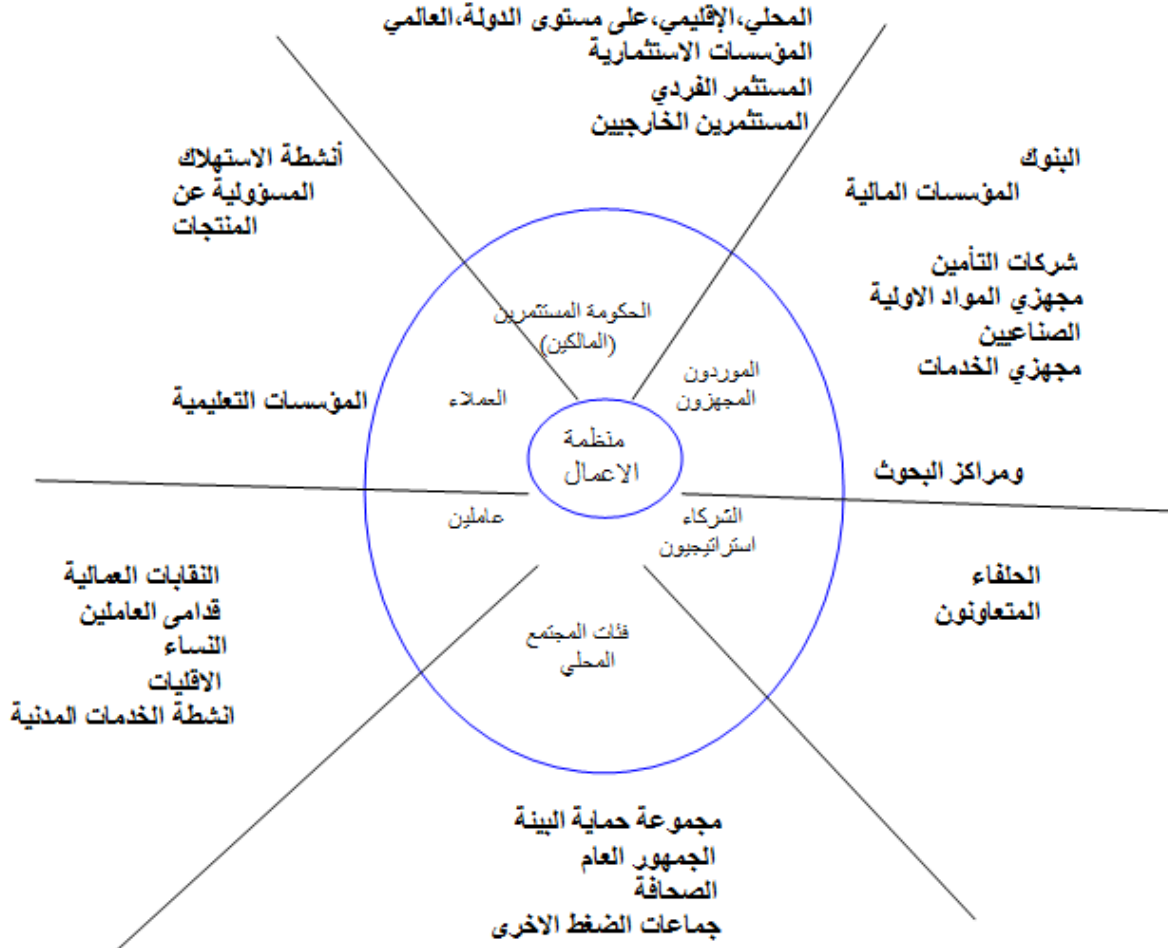 المحلي،الإقليمي،على مستوى الدولة،العالمي
المؤسسات الاستثمارية
المستثمر الفردي
المستثمرين الخارجيين
البنوك
المؤسسات المالية
شركات التأمين
مجهزي المواد الاولية
الصناعيين
مجهزي الخدمات
ومراكز البحوث
أنشطة الاستهلاك
المسؤولية عن
المنتجات
المؤسسات التعليمية
الحكومة المستثمرين
(المالكين)
الموردون
المجهزون
العملاء
منظمة
الاعمال
عاملين
الشركاء
استراتيجيون
فئات المجتمع
المحلي
الحلفاء
المتعاونون
النقابات العمالية
قدامى العاملين
النساء
الاقليات
انشطة الخدمات المدنية
مجموعة حماية البيئة
الجمهور العام
الصحافة
جماعات الضغط الاخرى